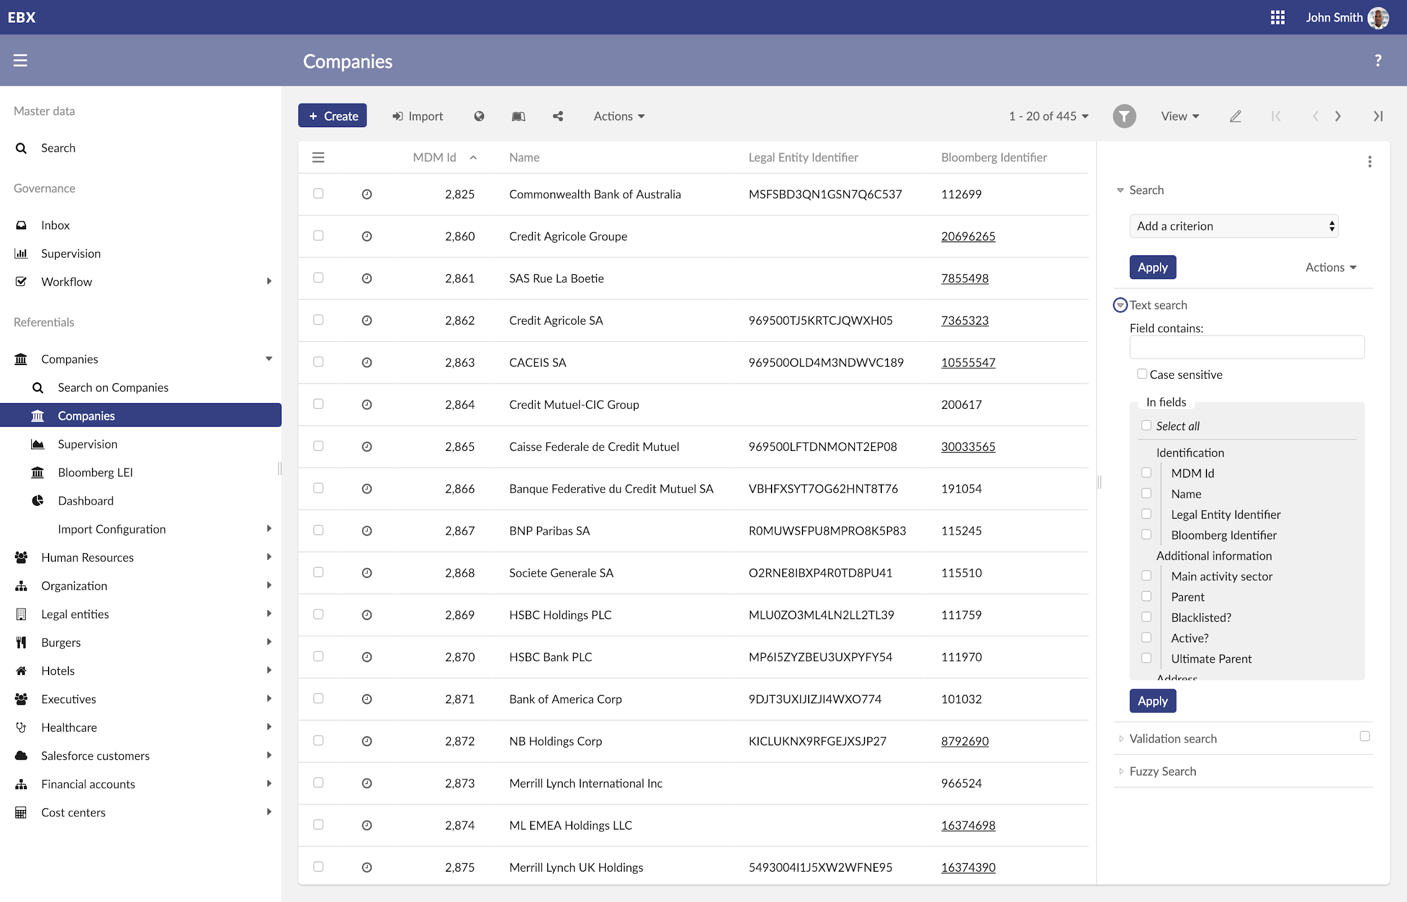 EBX
John Smith
Companies
?
Master data
Search
Governance
Inbox
Supervision
Workflow
Referentials
Companies
Search on Companies
Companies
Supervision
Bloomberg LEI
Dashboard
Import Configuration
Human Resources
Organization
Legal entities
Burgers
Hotels
Executives
Healthcare
Salesforce customers
Financial accounts
Cost centers
+ Create Import Actions 1 - 20 of 445 View
MDM Id Name Legal Entity Identifier Bloomberg Identifier
2,825 Commonwealth Bank of Australia MSFSBD3QN1GSN7Q6C537 112699
2,860 Credit Agricole Groupe 20696265
2,861 SAS Rue La Boetie 7855498
2,862 Credit Agricole SA 969500TJ5KRTCJQWXH05 7365323
2,863 CACEIS SA 969500OLD4M3NDWVC189 10555547
2,864 Credit Mutuel-CIC Group 200617
2,865 Caisse Federale de Credit Mutuel 969500LFTDNMONT2EP08 30033565
2,866 Banque Federative du Credit Mutuel SA VBHFXSYT7OG62HNT8T76 191054
2,867 BNP Paribas SA R0MUWSFPU8MPRO8K5P83 115245
2,868 Societe Generale SA O2RNE8IBXP4R0TD8PU41 115510
2,869 HSBC Holdings PLC MLU0ZO3ML4LN2LL2TL39 111759
2,870 HSBC Bank PLC MP6I5ZYZBEU3UXPYFY54 111970
2,871 Bank of America Corp 9DJT3UXIJIZJI4WXO774 101032
2,872 NB Holdings Corp KICLUKNX9RFGEJXSJP27 8792690
2,873 Merrill Lynch International Inc 966524
2,874 ML EMEA Holdings LLC 16374698
2,875 Merrill Lynch UK Holdings 5493004I1J5XW2WFNE95 16374390
Search
Add a criterion
Apply Actions
Text search
Field contains:
Case sensitive
In fields
Select all
Identification
MDM Id
Name
Legal Entity Identifier
Bloomberg Identifier
Additional information
Main activity sector
Parent
Blacklisted?
Active?
Ultimate Parent
Address
Apply
Validation search
Fuzzy Search